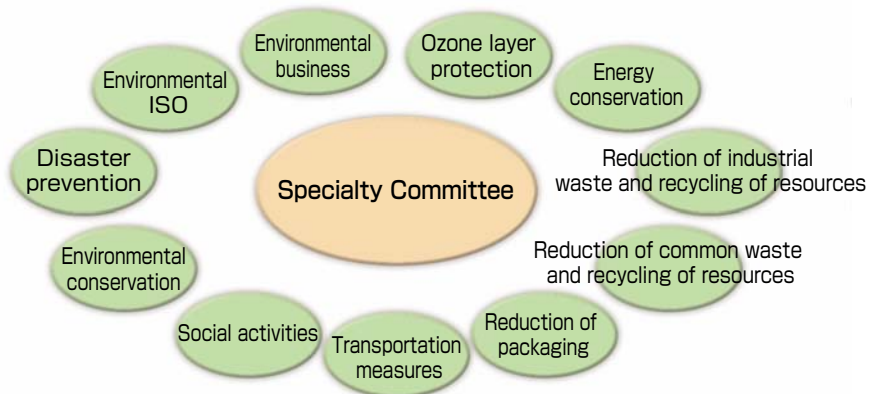 Environmental
business
Ozone layer
protection
Environmental
ISO
Energy
conservation
Disaster
prevention
Specialty Committee
Reduction of industrial
waste and recycling of resources
Environmental
conservation
Reduction of common waste
and recycling of resources
Social activities
Transportation
measures
Reduction of
packaging